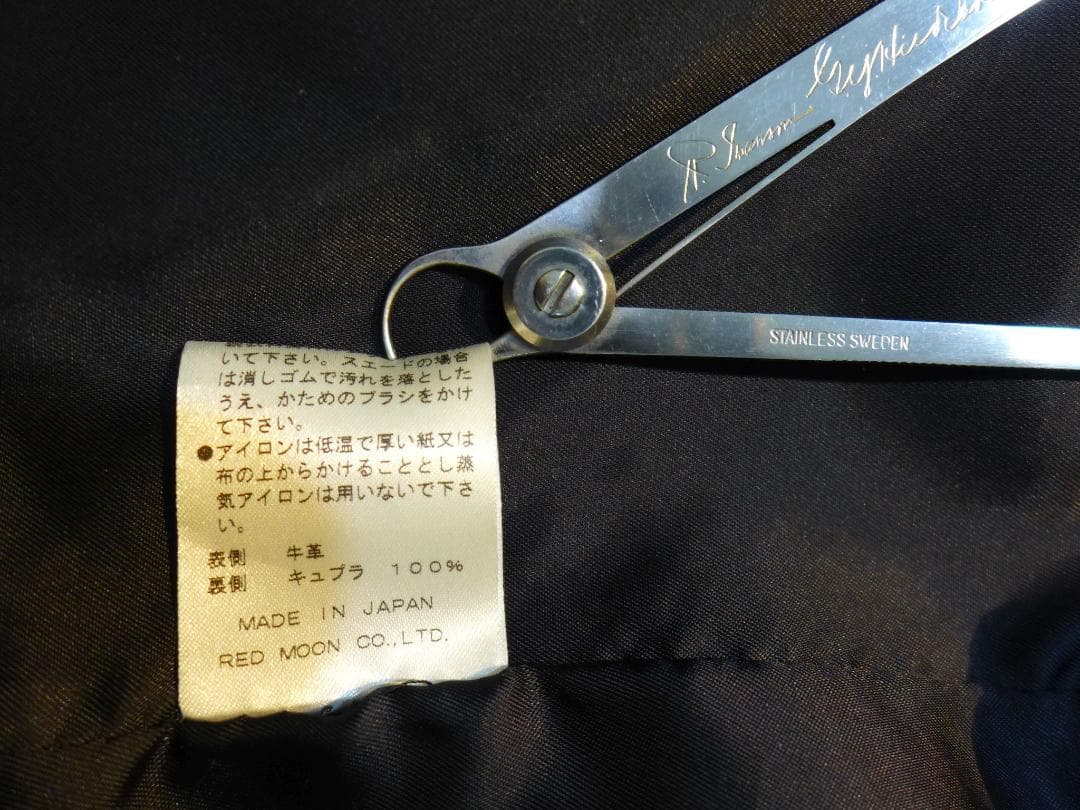 R. Swanson
STAINLESS SWEDEN
いて下さい。スエードの場合
は消しゴムで汚れを落とした
うえ、かためのブラシをかけ
て下さい。
●アイロンは低温で厚い紙又は
布の上からかけることとし蒸
気アイロンは用いないで下さ
い。
表側 牛革
裏側 キュプラ 100%
MADE IN JAPAN
RED MOON CO.,LTD.